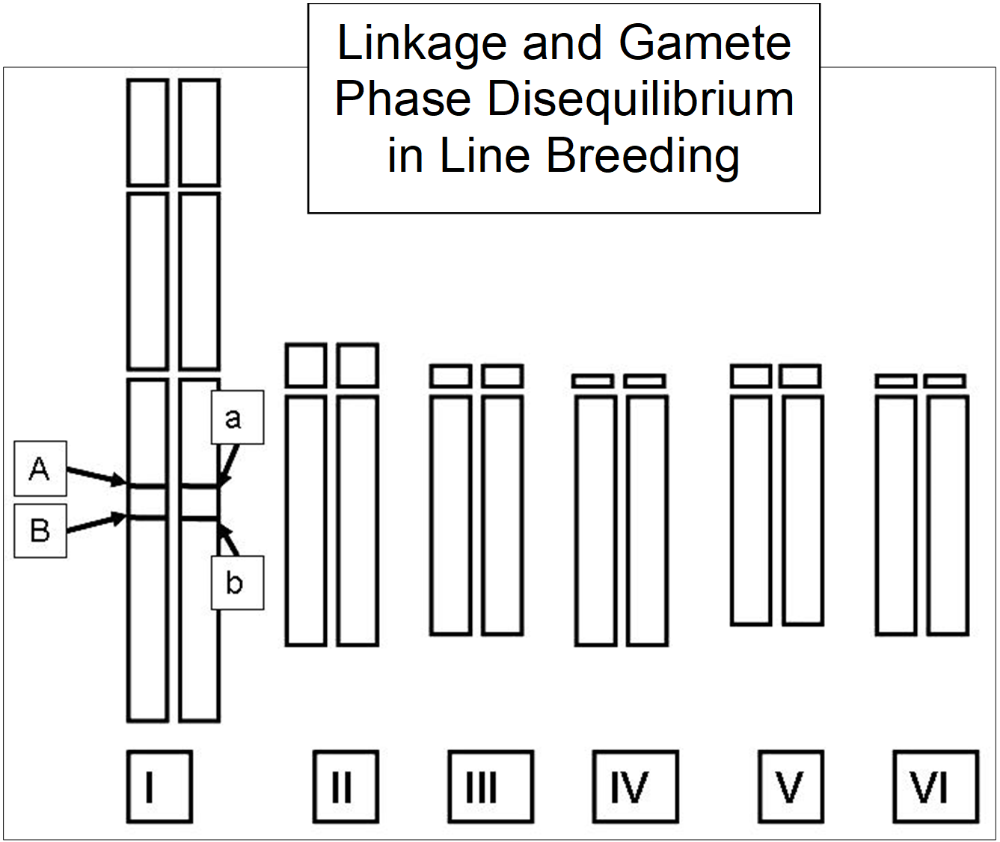 Linkage and Gamete
Phase Disequilibrium
in Line Breeding
a
A
B
b
I
II
III
IV
V
VI